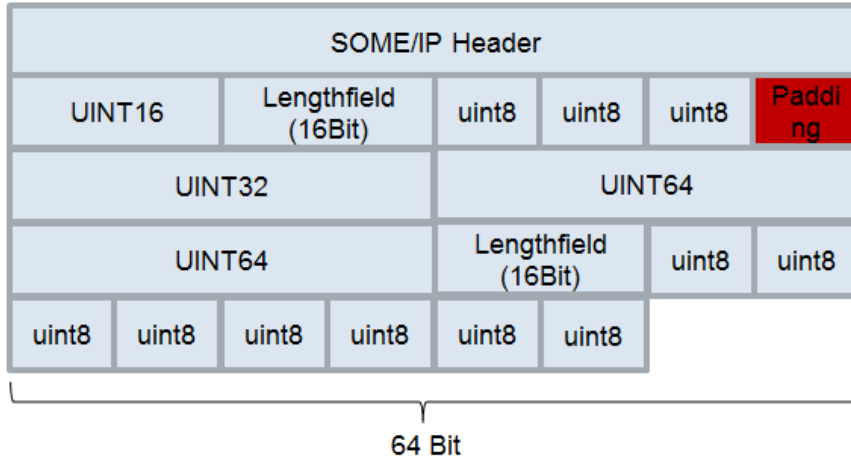 SOME/IP Header
UINT16
Lengthfield
(16Bit)
uint8
uint8
uint8
Paddi
ng
UINT32
UINT64
UINT64
Lengthfield
(16Bit)
uint8
uint8
uint8
uint8
uint8
uint8
uint8
uint8
64 Bit